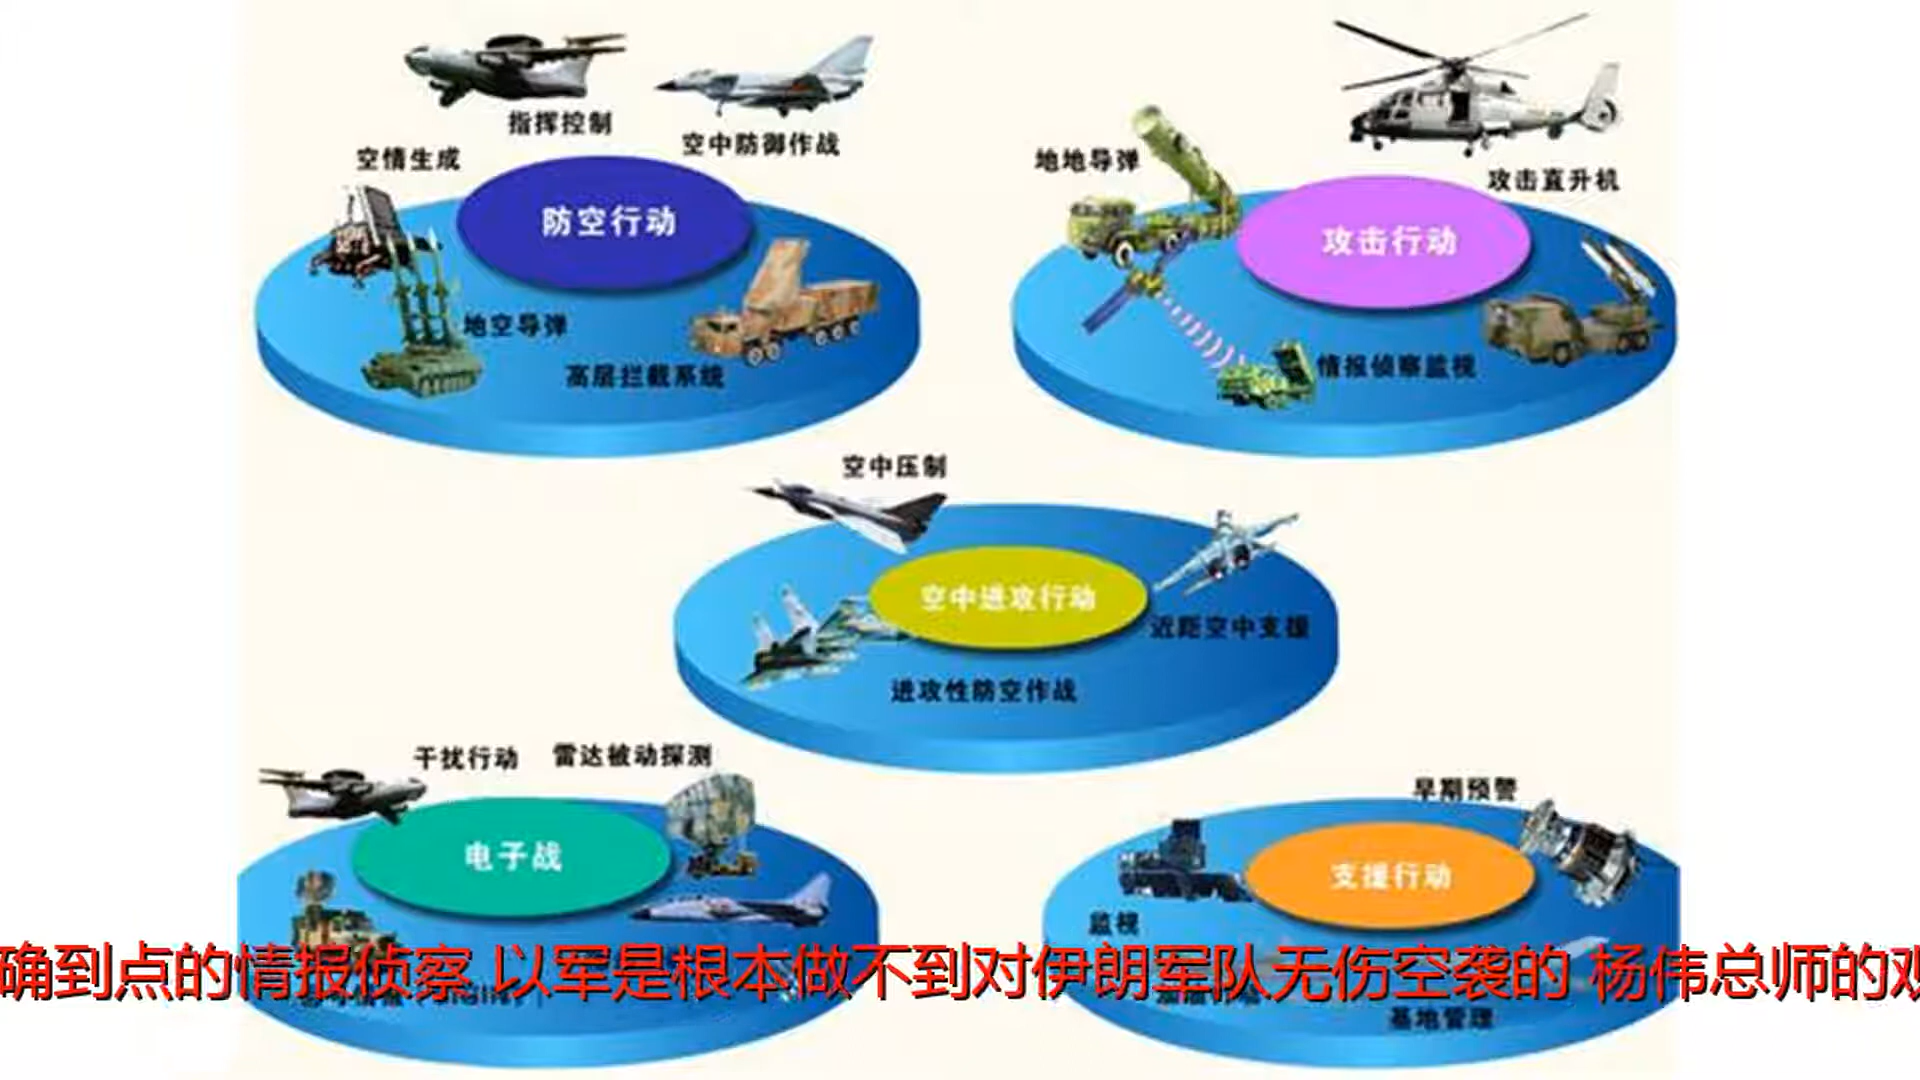 指挥控制
空中防御作战
空情生成
防空行动
地空导弹
高层拦截系统
地地导弹
攻击直升机
攻击行动
情报侦察监视
空中压制
空中进攻行动
近距空中支援
进攻性防空作战
干扰行动
雷达被动探测
电子战
早期预警
支援行动
监视
基地管理
确到点的情报侦察 以军是根本做不到对伊朗军队无伤空袭的 杨伟总师的观